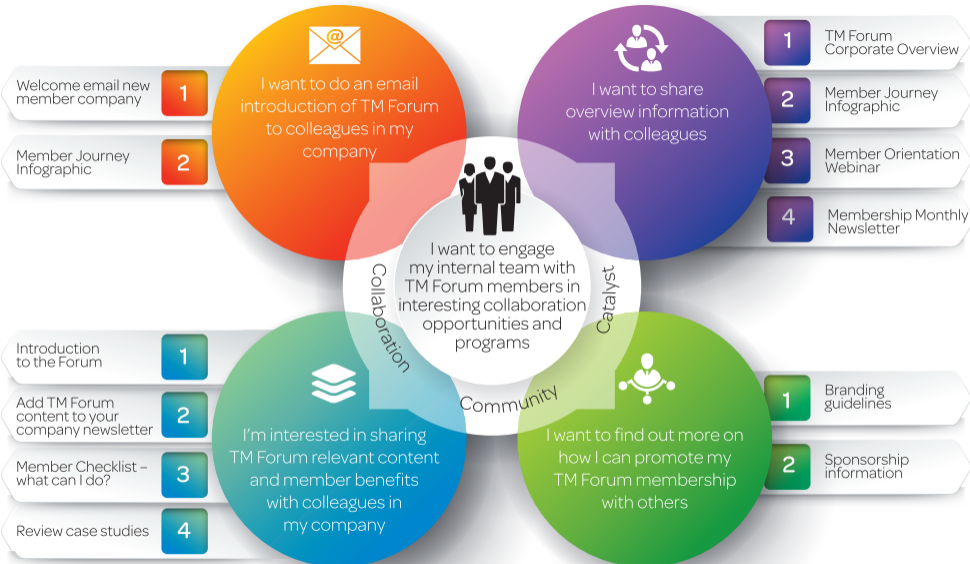 Welcome email new
member company
1
Member Journey
Infographic
2
@
I want to do an email
introduction of TM Forum
to colleagues in my
company
I want to share
overview information
with colleagues
1
TM Forum
Corporate Overview
2
Member Journey
Infographic
3
Member Orientation
Webinar
4
Membership Monthly
Newsletter
I want to engage
my internal team with
TM Forum members in
interesting collaboration
opportunities and
programs
Collaboration
Community
Catalyst
Introduction
to the Forum
1
Add TM Forum
content to your
company newsletter
2
Member Checklist –
what can I do?
3
Review case studies
4
I'm interested in sharing
TM Forum relevant content
and member benefits
with colleagues in
my company
I want to find out more on
how I can promote my
TM Forum membership
with others
1
Branding
guidelines
2
Sponsorship
information